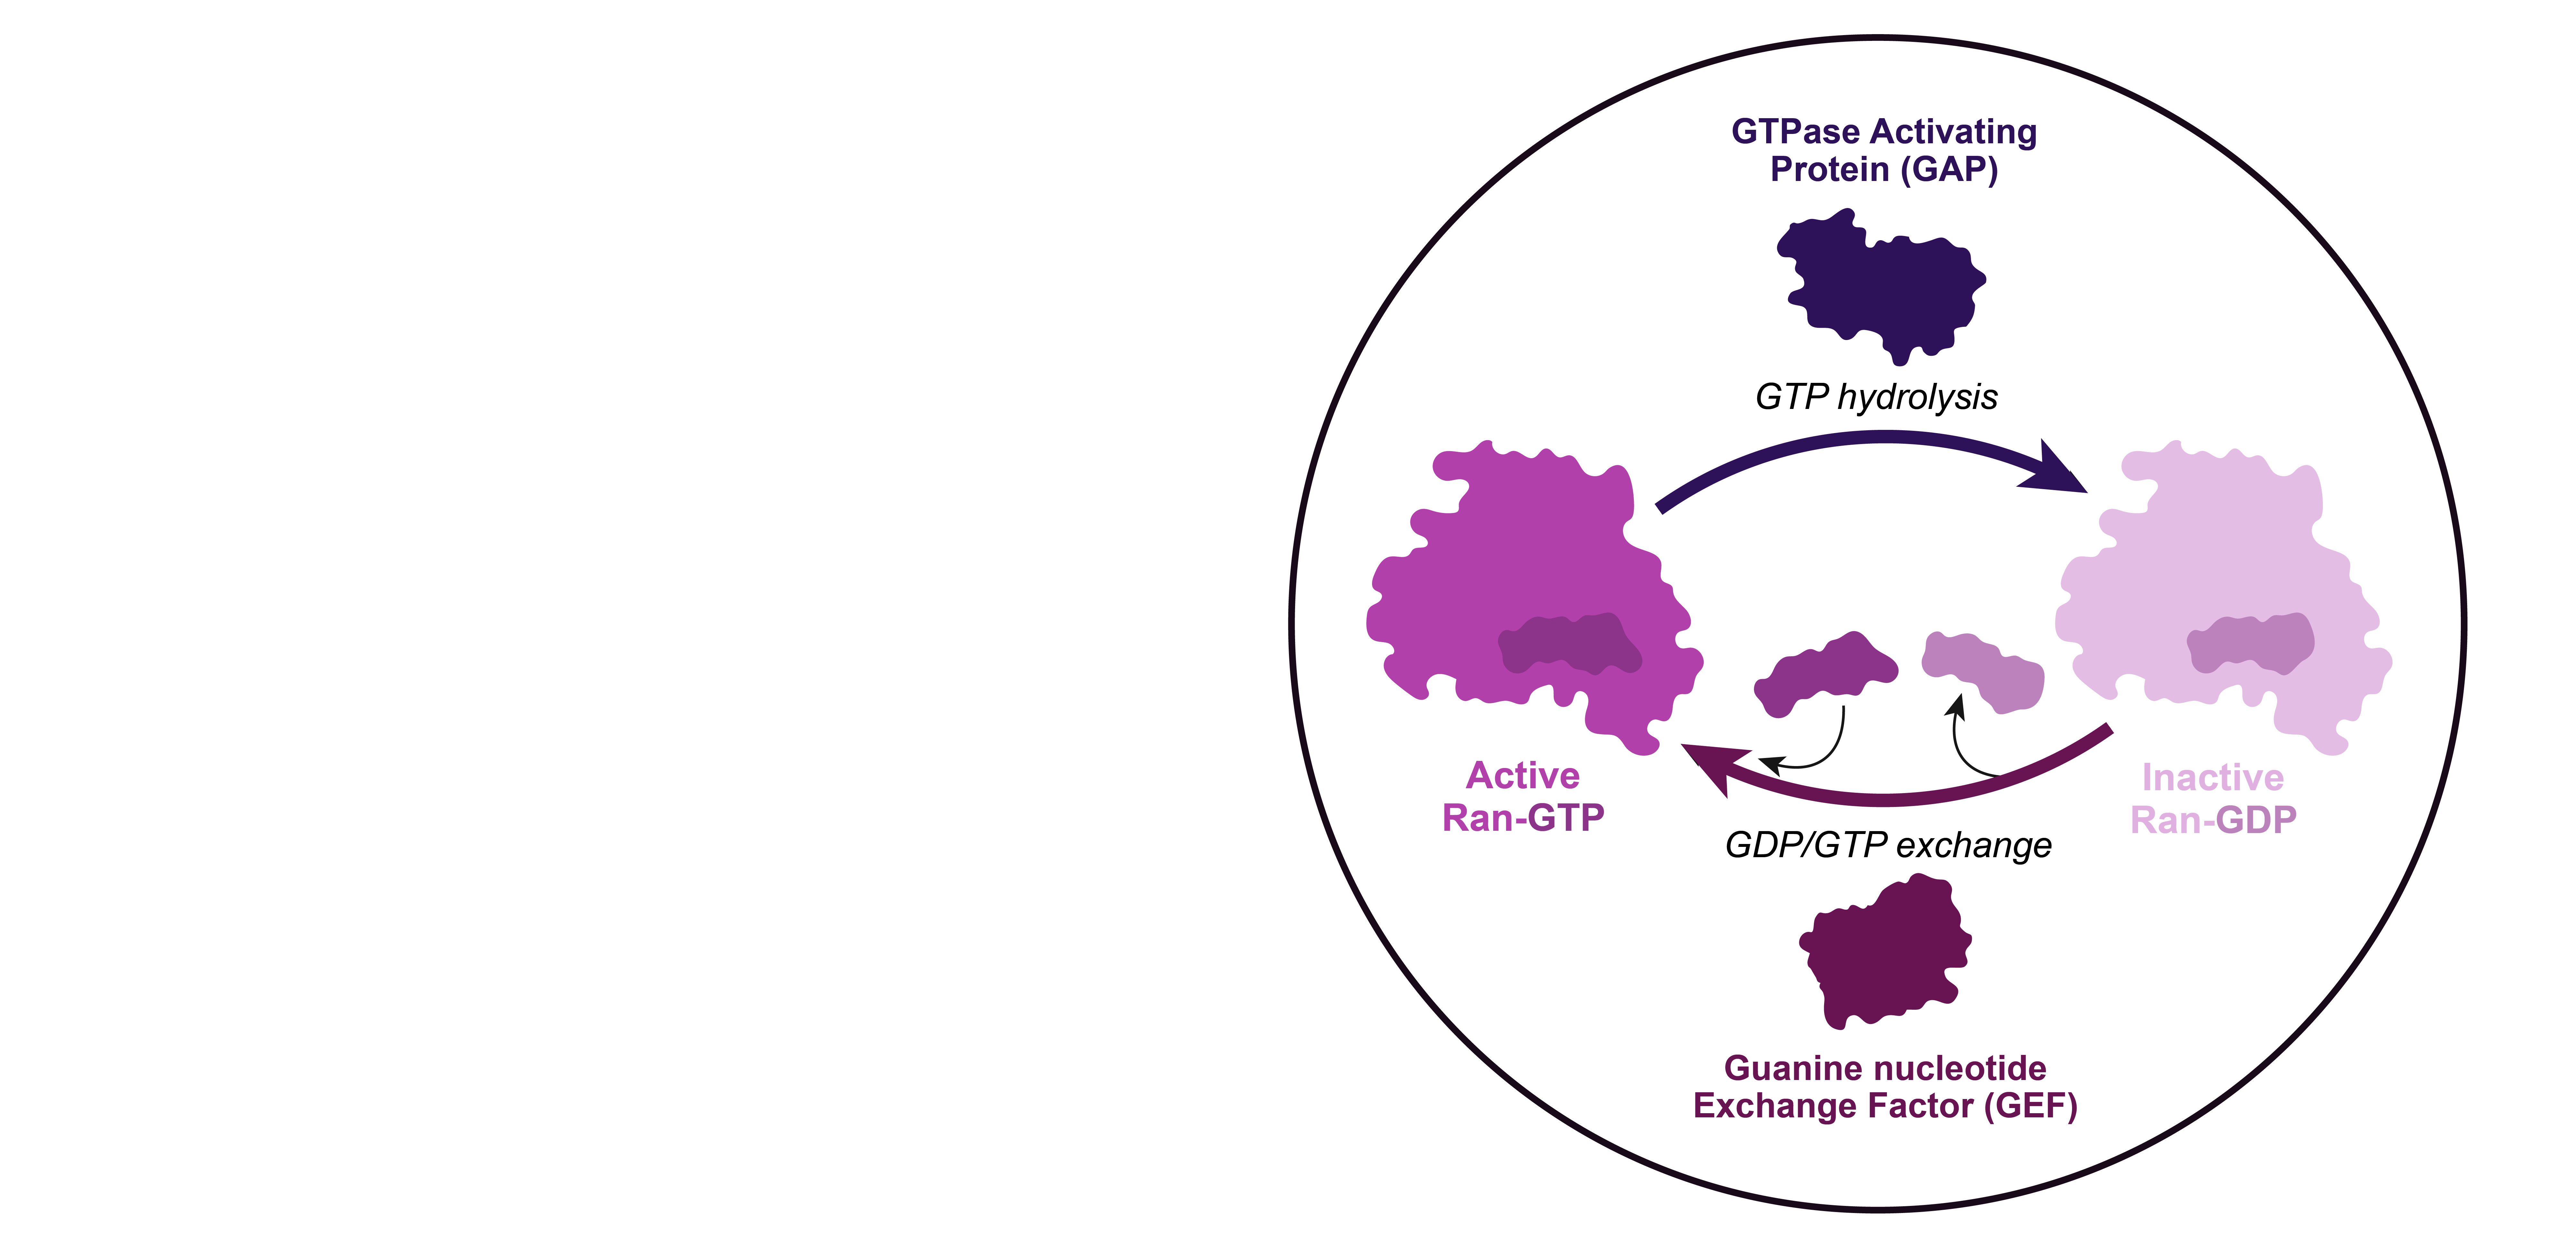 GTPase Activating
Protein (GAP)
GTP hydrolysis
Active
Ran-GTP
Inactive
Ran-GDP
GDP/GTP exchange
Guanine nucleotide
Exchange Factor (GEF)